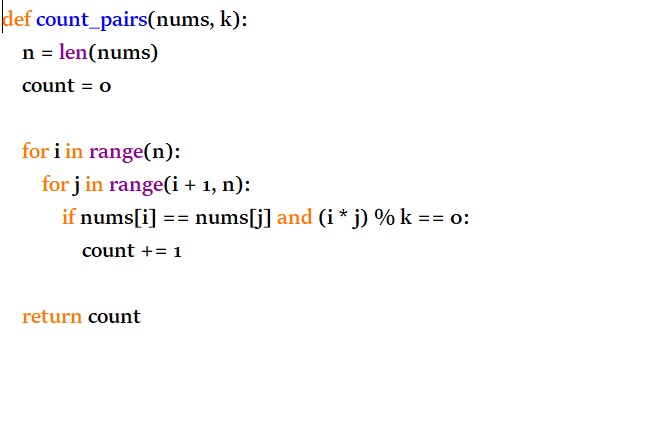 def count_pairs(nums, k):
    n = len(nums)
    count = 0

    for i in range(n):
        for j in range(i + 1, n):
            if nums[i] == nums[j] and (i * j) % k == 0:
                count += 1

    return count